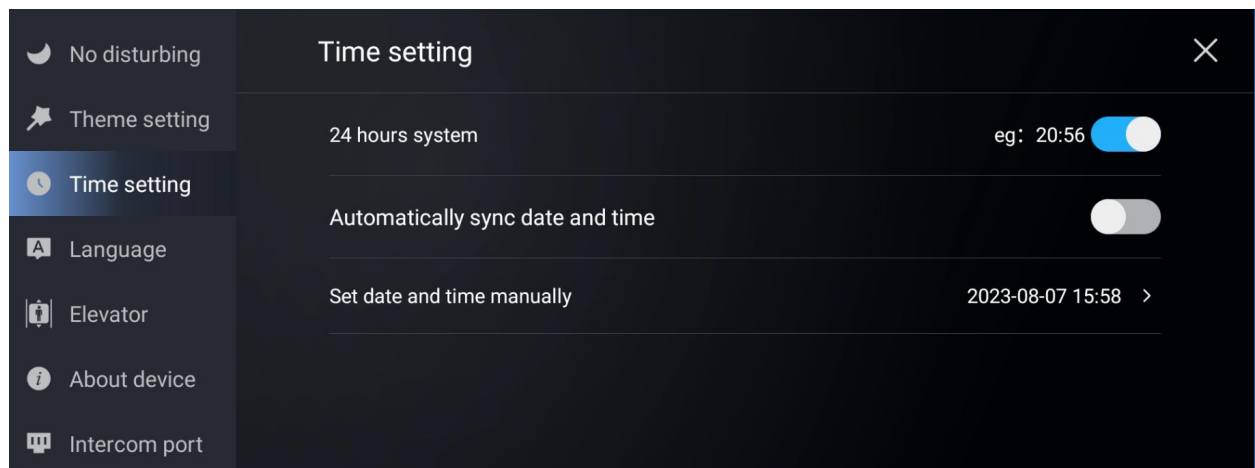 No disturbing
Theme setting
Time setting
Language
Elevator
About device
Intercom port
Time setting
24 hours system
eg: 20:56
Automatically sync date and time
Set date and time manually
2023-08-07 15:58